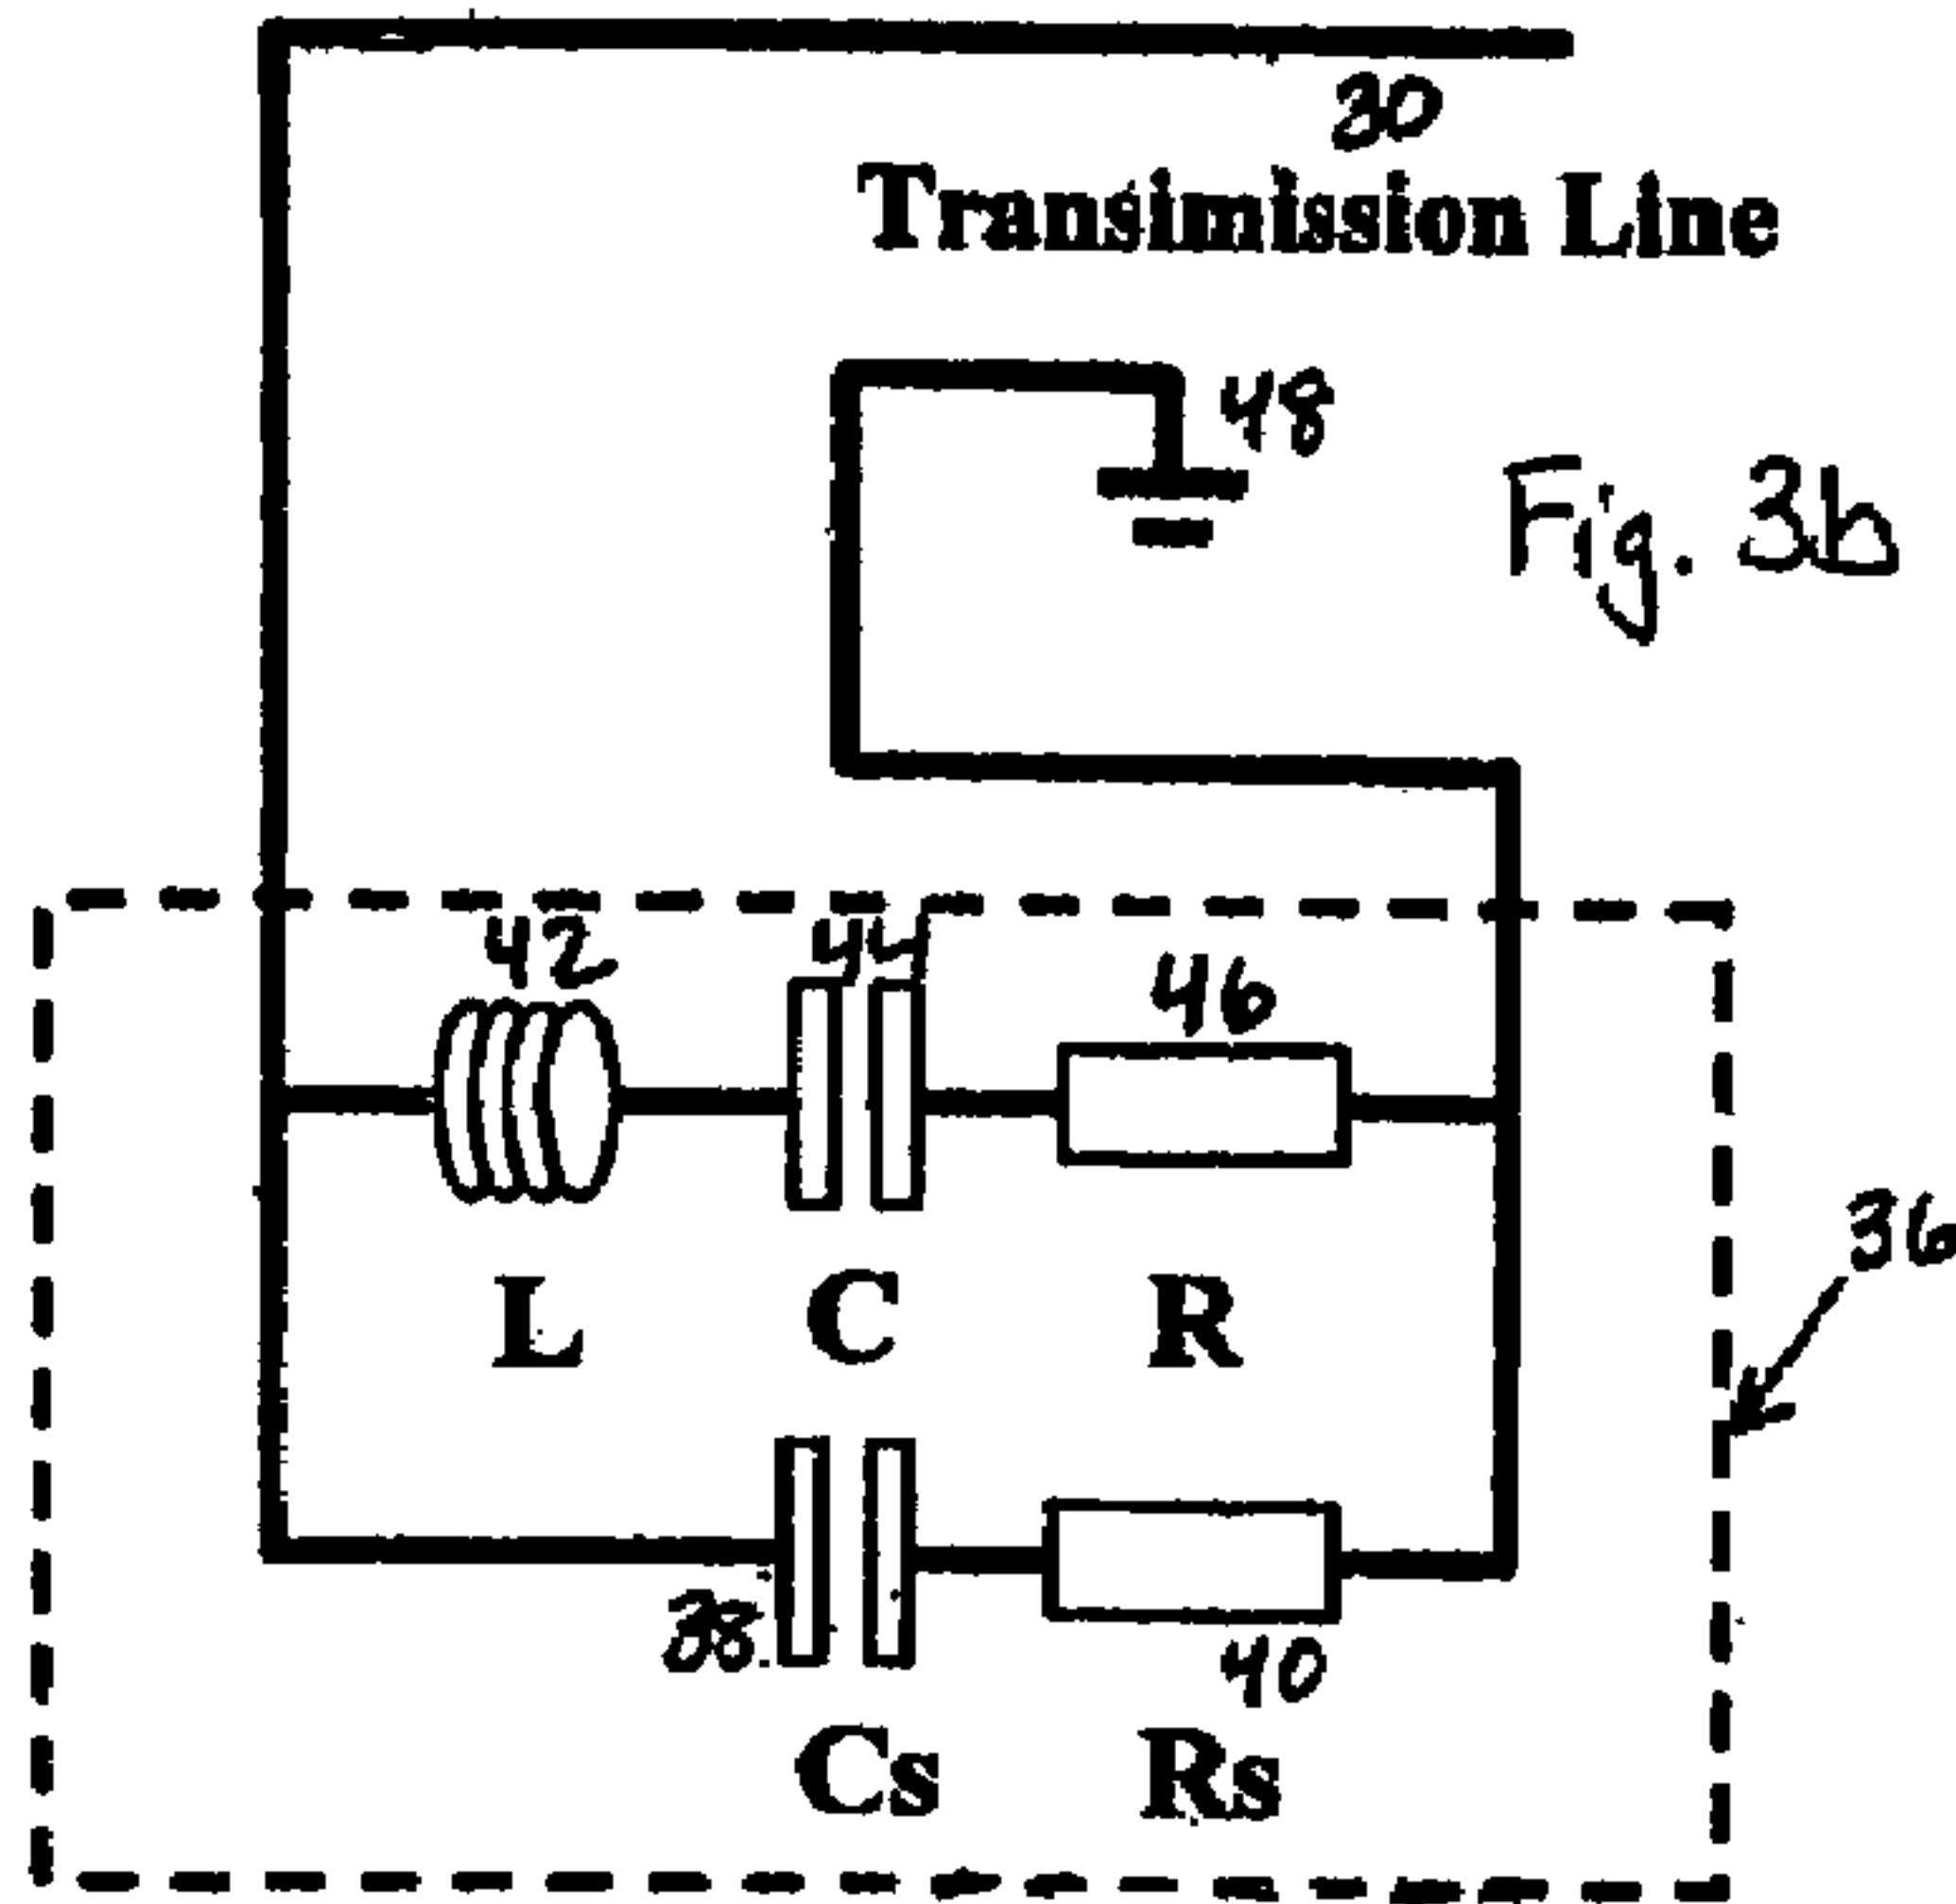 30
Transimission Line
48
Fig. 3b
42 44 46
36
L C R
38. 40
Cs Rs